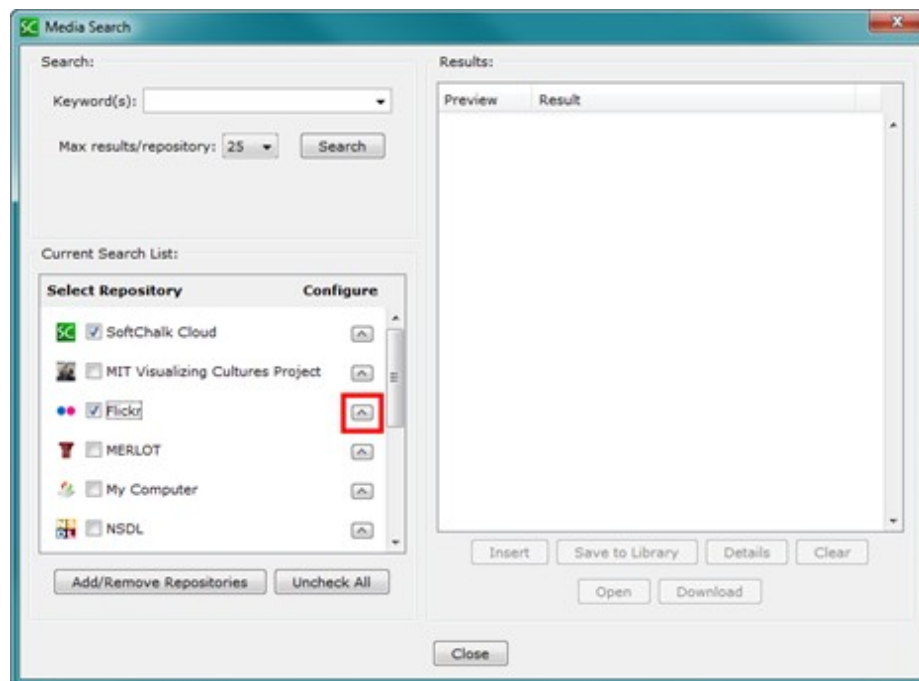 SC Media Search
Search:
Keyword(s):
Max results/repository: 25 Search
Current Search List:
Select Repository Configure
SC SoftChalk Cloud
MIT Visualizing Cultures Project
Flickr
MERLOT
My Computer
NSDL
Add/Remove Repositories Uncheck All
Results:
Preview Result
Insert Save to Library Details Clear
Open Download
Close